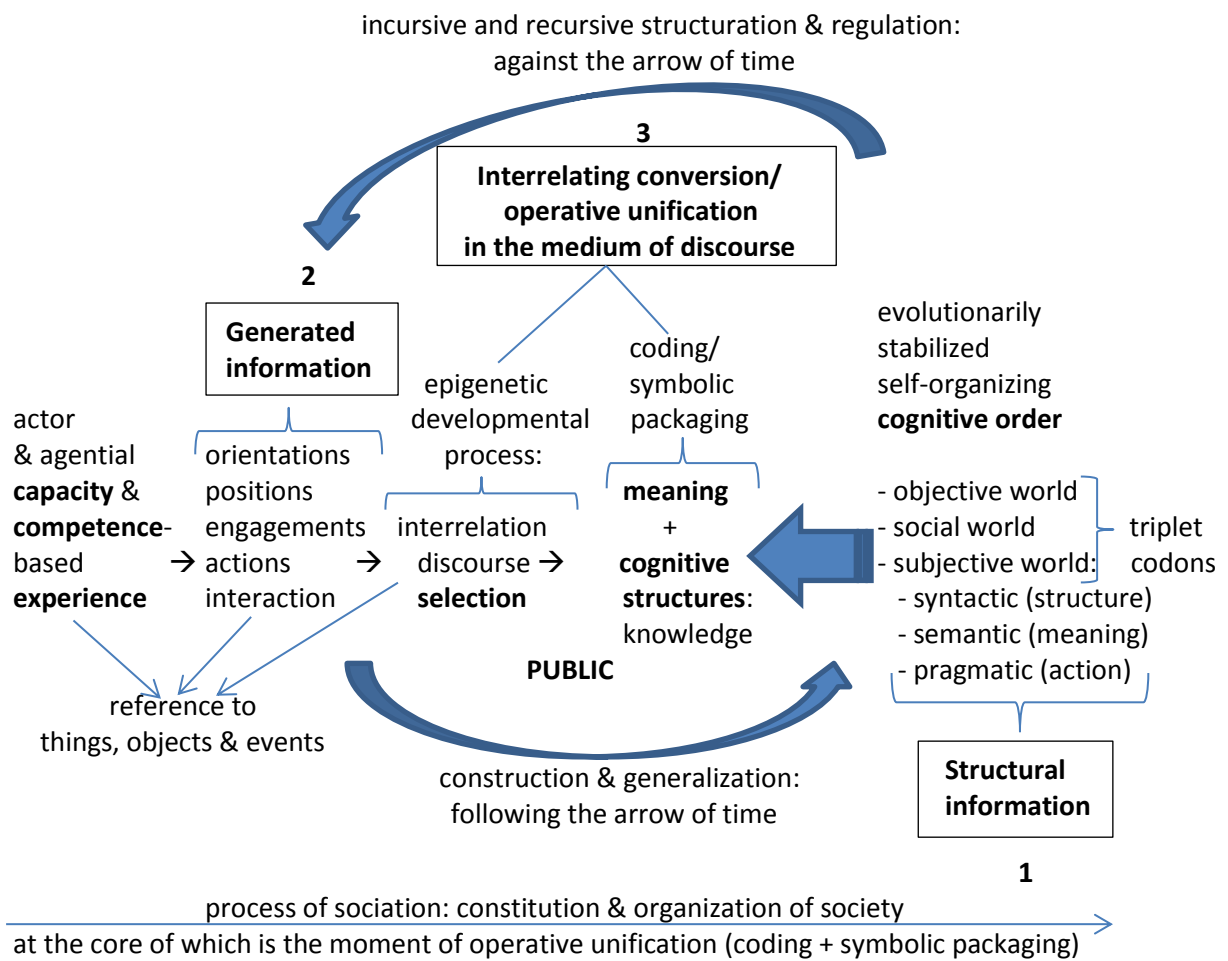 incursive and recursive structuration & regulation:
against the arrow of time
3
Interrelating conversion/
operative unification
in the medium of discourse
2
Generated
information
evolutionarily
stabilized
self-organizing
cognitive order
coding/
symbolic
packaging
epigenetic
developmental
process:
actor
& agential
capacity &
competence-
based →
experience
orientations
positions
engagements
actions →
interaction
interrelation
discourse →
selection
meaning
+
cognitive
structures:
knowledge
- objective world
- social world
- subjective world:
triplet
codons
- syntactic (structure)
- semantic (meaning)
- pragmatic (action)
PUBLIC
reference to
things, objects & events
construction & generalization:
following the arrow of time
Structural
information
1
process of sociation: constitution & organization of society
at the core of which is the moment of operative unification (coding + symbolic packaging)